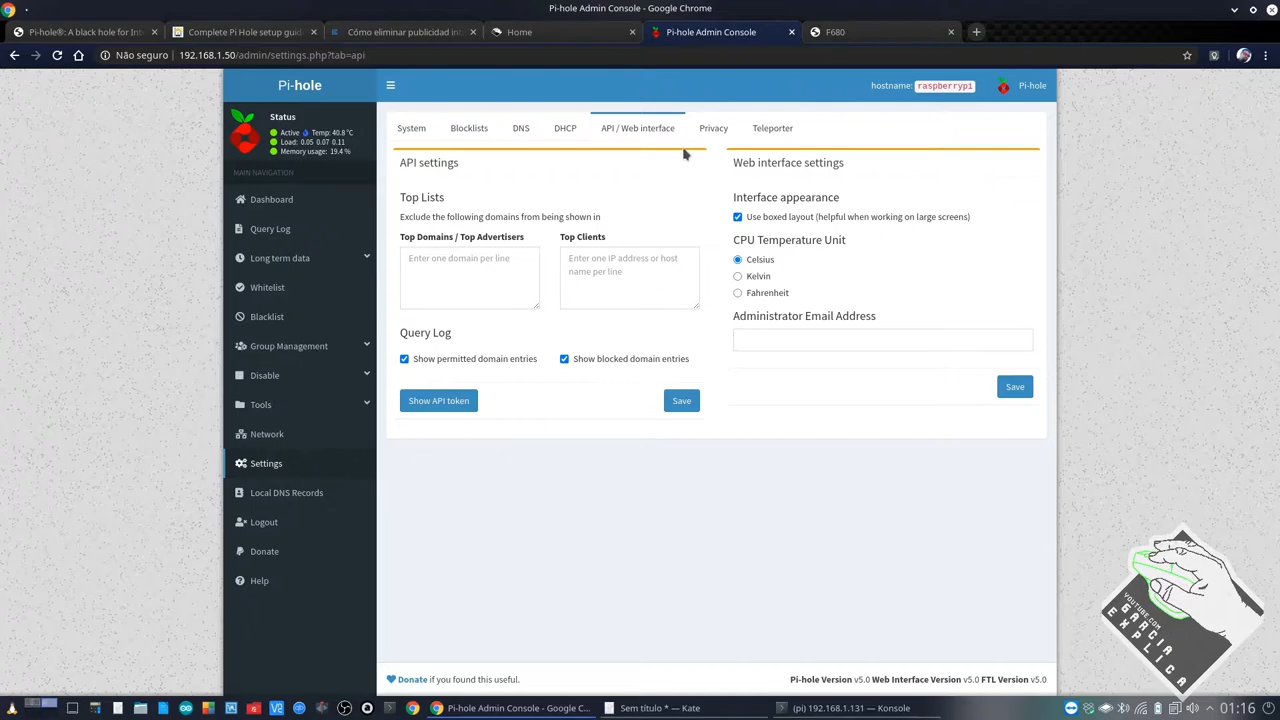 Pi-hole Admin Console - Google Chrome
Pi-hole®: A black hole for Int
Complete Pi Hole setup guid
Cómo eliminar publicidad in
Home
Pi-hole Admin Console
F680
Não seguro
192.168.1.50/admin/settings.php?tab=api
Pi-hole
hostname: raspberrypi
Pi-hole
Status
Active Temp: 40.8 °C
Load: 0.05 0.07 0.11
Memory usage: 19.4 %
MAIN NAVIGATION
Dashboard
Query Log
Long term data
Whitelist
Blacklist
Group Management
Disable
Tools
Network
Settings
Local DNS Records
Logout
Donate
Help
System
Blocklists
DNS
DHCP
API / Web interface
Privacy
Teleporter
API settings
Top Lists
Exclude the following domains from being shown in
Top Domains / Top Advertisers
Top Clients
Enter one domain per line
Enter one IP address or host
name per line
Query Log
Show permitted domain entries
Show blocked domain entries
Show API token
Save
Web interface settings
Interface appearance
Use boxed layout (helpful when working on large screens)
CPU Temperature Unit
Celsius
Kelvin
Fahrenheit
Administrator Email Address
Save
YOUTUBE.COM
GARCIA
EXPLICA
Donate if you found this useful.
Pi-hole Version v5.0 Web Interface Version v5.0 FTL Version v5.0
Pi-hole Admin Console - Google C...
Sem título * — Kate
(pi) 192.168.1.131 — Konsole
01:16